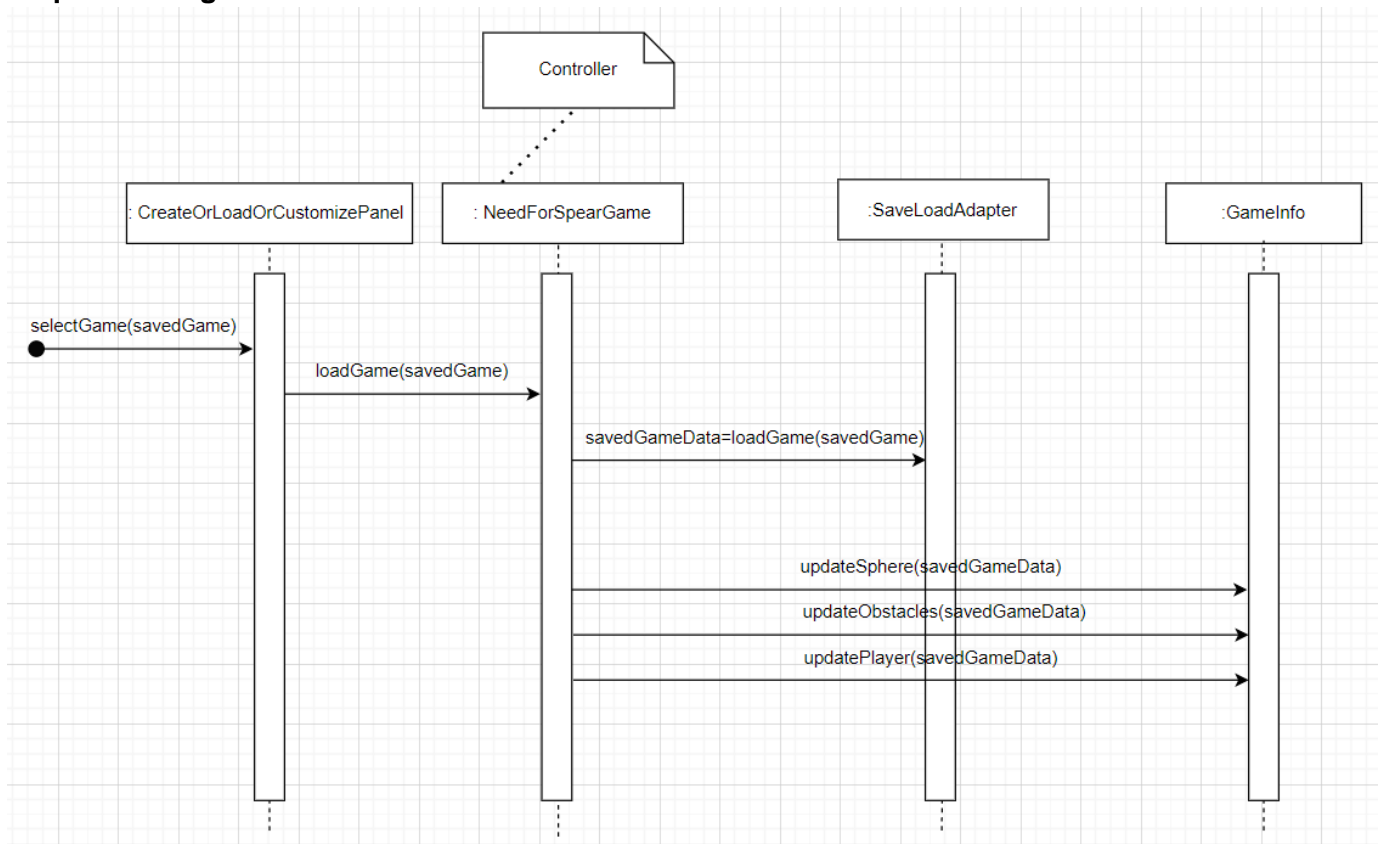 Controller
: CreateOrLoadOrCustomizePanel
: NeedForSpearGame
:SaveLoadAdapter
:GameInfo
selectGame(savedGame)
loadGame(savedGame)
savedGameData=loadGame(savedGame)
updateSphere(savedGameData)
updateObstacles(savedGameData)
updatePlayer(savedGameData)